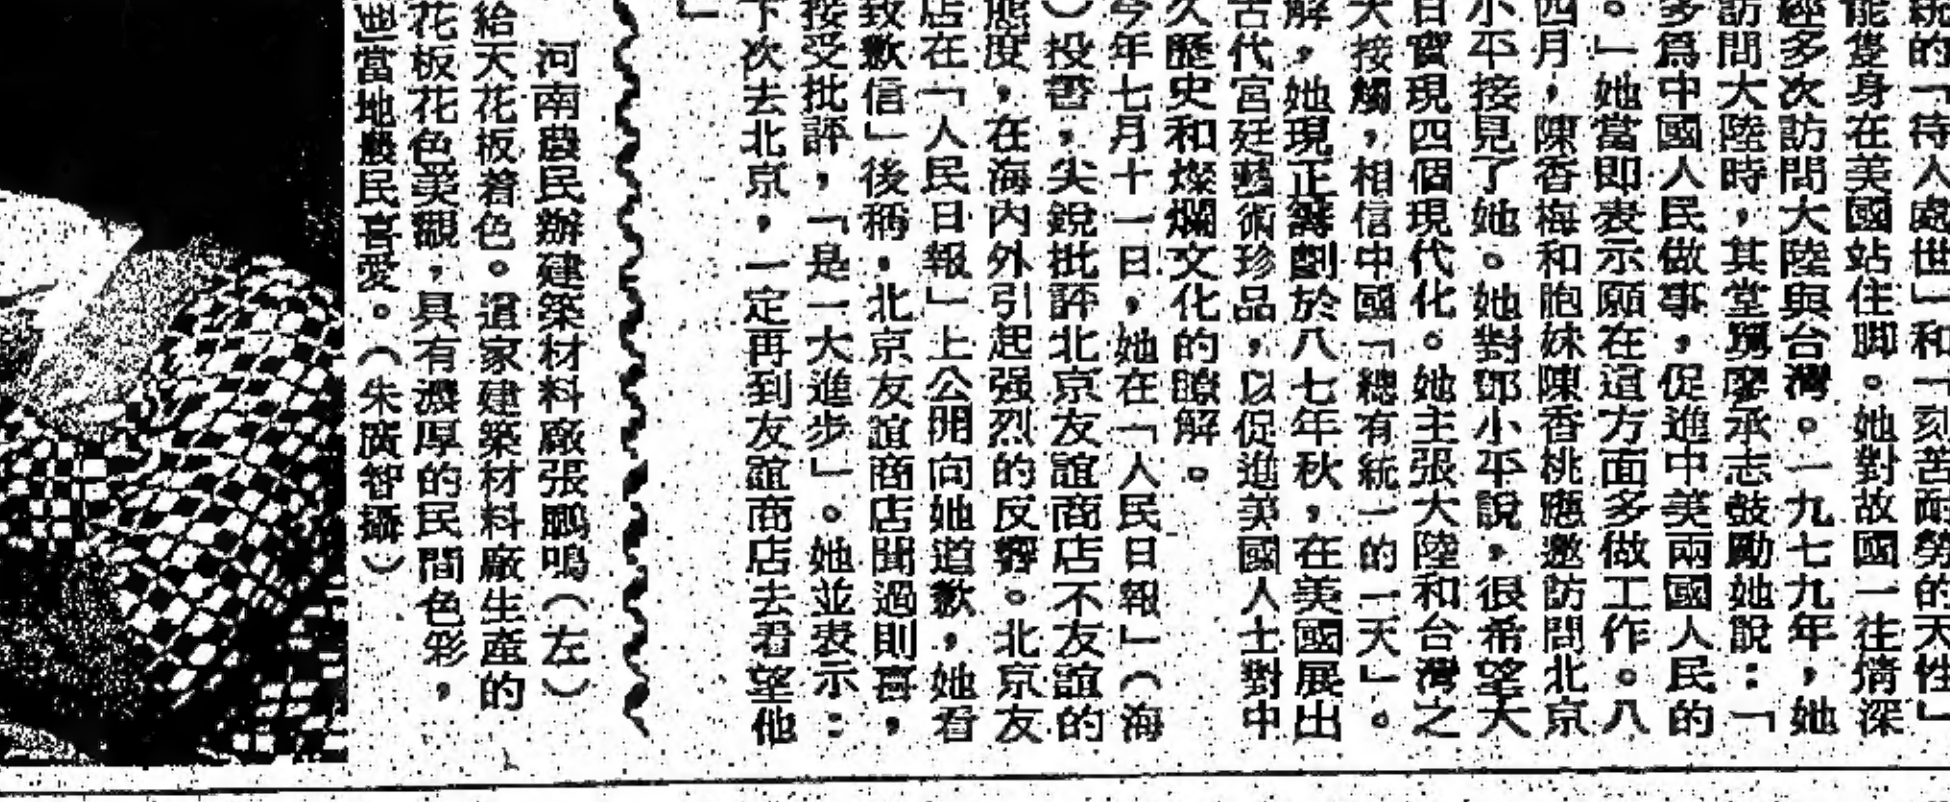 統的「待人處世」和「刻苦耐勞的天性」
能隻身在美國站住脚。她對故國一往情深
經多次訪問大陸與台灣。一九七九年，她
訪問大陸時，其堂舅廖承志鼓勵她說：「
多爲中國人民做事，促進中美兩國人民的
。」她當即表示願在這方面多做工作。八
四月，陳香梅和胞妹陳香桃應邀訪問北京
小平接見了她。她對鄧小平說，很希望大
日實現四個現代化。她主張大陸和台灣之
大接觸，相信中國「總有統一的一天」。
解，她現正籌劃於八七年秋，在美國展出
古代宮廷藝術珍品，以促進美國人士對中
久歷史和燦爛文化的瞭解。
今年七月十一日，她在「人民日報」（海
）投書，尖銳批評北京友誼商店不友誼的
態度，在海內外引起强烈的反響。北京友
店在「人民日報」上公開向她道歉，她看
致歉信」後稱，北京友誼商店聞過則喜，
接受批評，「是一大進步」。她並表示：
下次去北京，一定再到友誼商店去看望他
」
河南農民辦建築材料廠張鵬鳴（左）
給天花板着色。這家建築材料廠生產的
花板花色美觀，具有濃厚的民間色彩，
當地農民喜愛。（朱廣智攝）